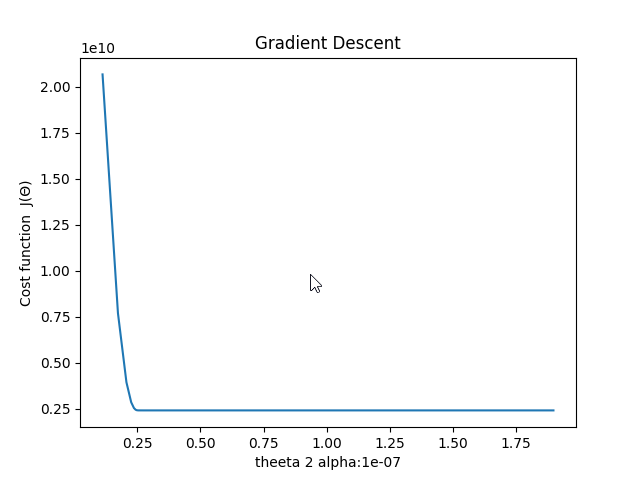 Gradient Descent
1e10
2.00
1.75
1.50
1.25
1.00
0.75
0.50
0.25
Cost function J(Θ)
0.25 0.50 0.75 1.00 1.25 1.50 1.75
theeta 2 alpha:1e-07